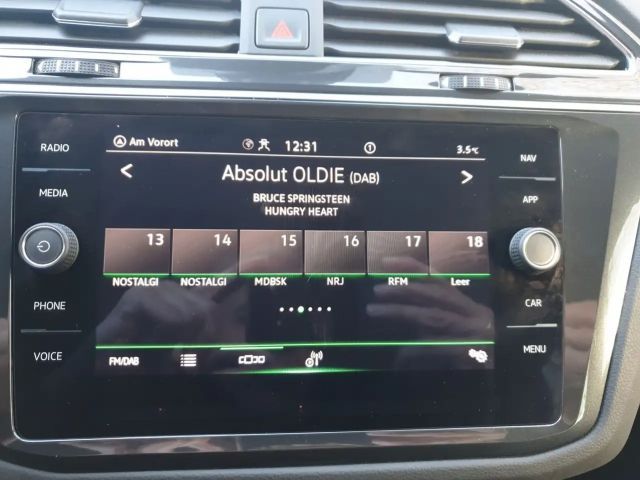 RADIO
MEDIA
PHONE
VOICE
Am Vorort 12:31 1 3.5°C
< Absolut OLDIE (DAB) >
BRUCE SPRINGSTEEN
HUNGRY HEART
13 14 15 16 17 18
NOSTALGI NOSTALGI MDBSK NRJ RFM Leer
FM/DAB
NAV
APP
CAR
MENU